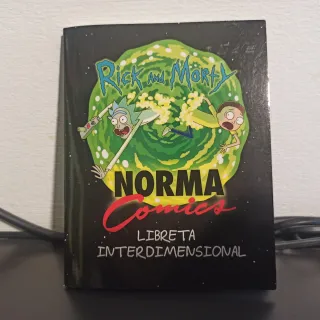 Rick and Morty
NORMA
Comics
LIBRETA
INTERDIMENSIONAL